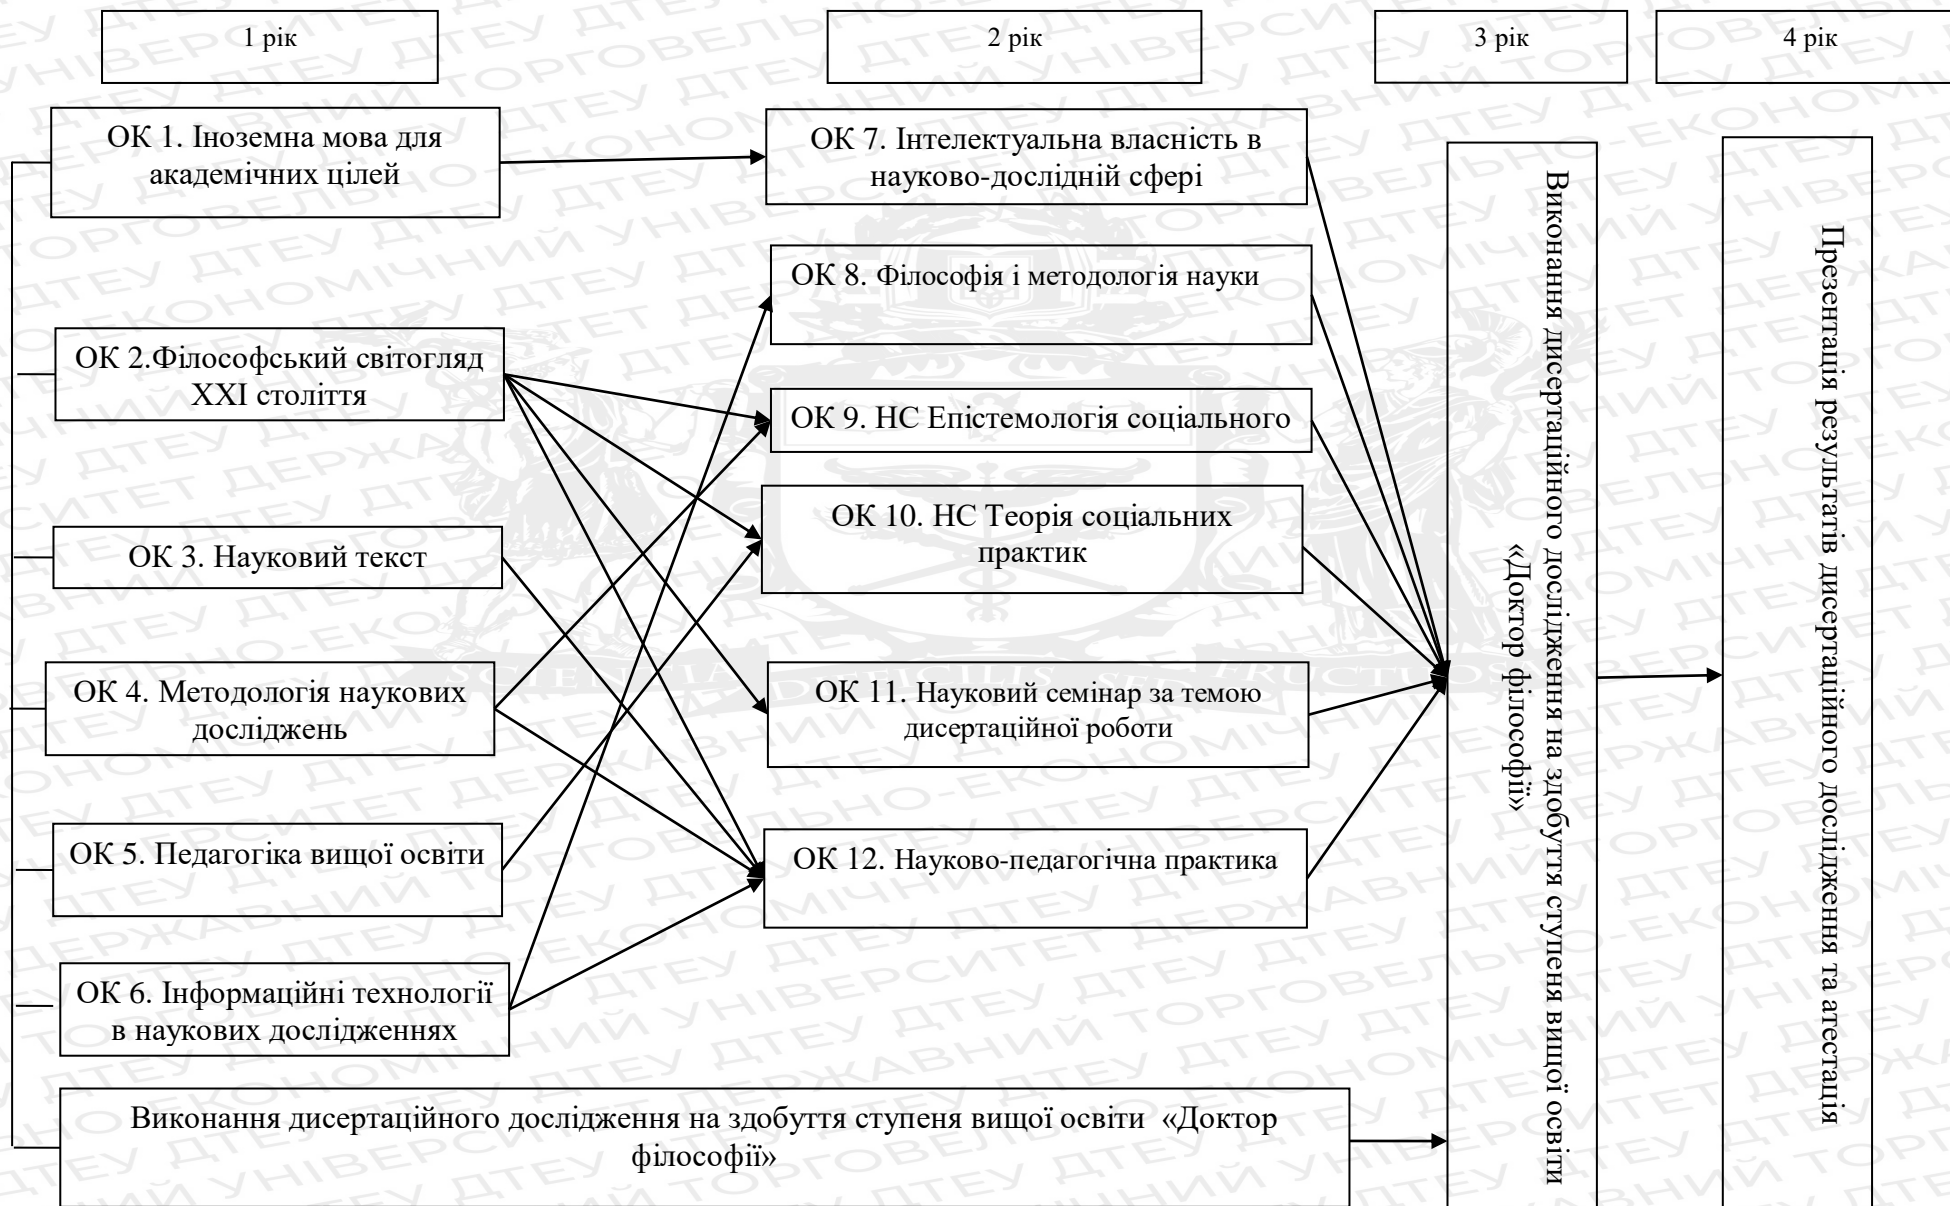 1 рік
2 рік
3 рік
4 рік
ОК 1. Іноземна мова для
академічних цілей
ОК 2.Філософський світогляд
ХХІ століття
ОК 3. Науковий текст
ОК 4. Методологія наукових
досліджень
ОК 5. Педагогіка вищої освіти
ОК 6. Інформаційні технології
в наукових дослідженнях
ОК 7. Інтелектуальна власність в
науково-дослідній сфері
ОК 8. Філософія і методологія науки
ОК 9. НС Епістемологія соціального
ОК 10. НС Теорія соціальних
практик
ОК 11. Науковий семінар за темою
дисертаційної роботи
ОК 12. Науково-педагогічна практика
Виконання дисертаційного дослідження на здобуття ступеня вищої освіти «Доктор
філософії»
Виконання дисертаційного дослідження на здобуття ступеня вищої освіти
«Доктор філософії»
Презентація результатів дисертаційного дослідження та атестація